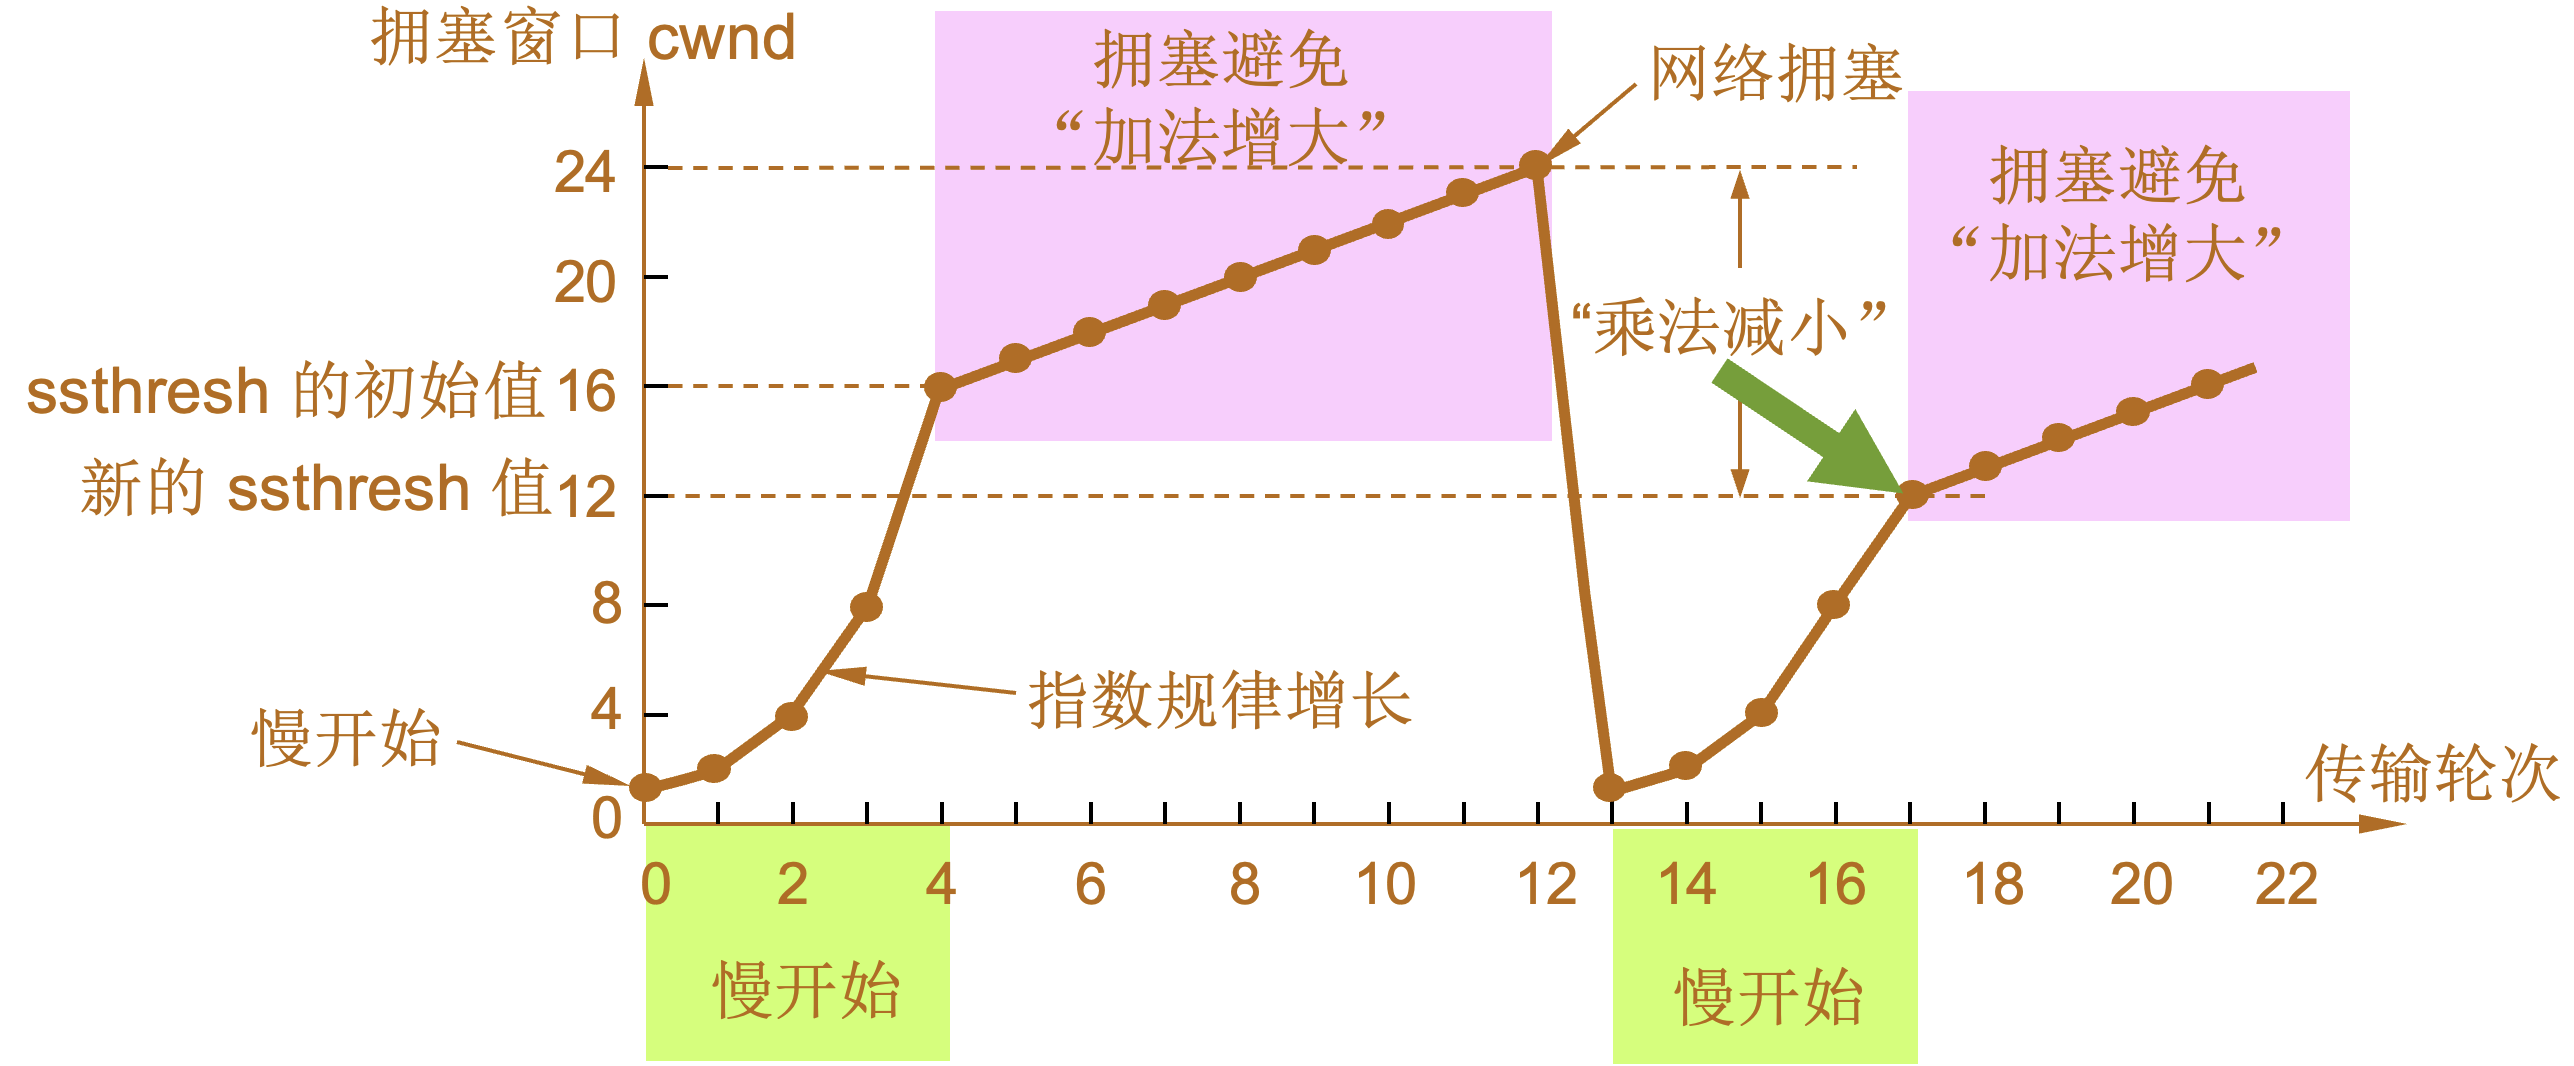 拥塞窗口 cwnd
拥塞避免
“加法增大”
网络拥塞
拥塞避免
“加法增大”
24
20
“乘法减小”
ssthresh 的初始值 16
新的 ssthresh 值 12
8
4
指数规律增长
慢开始
0
传输轮次
0 2 4 6 8 10 12 14 16 18 20 22
慢开始
慢开始